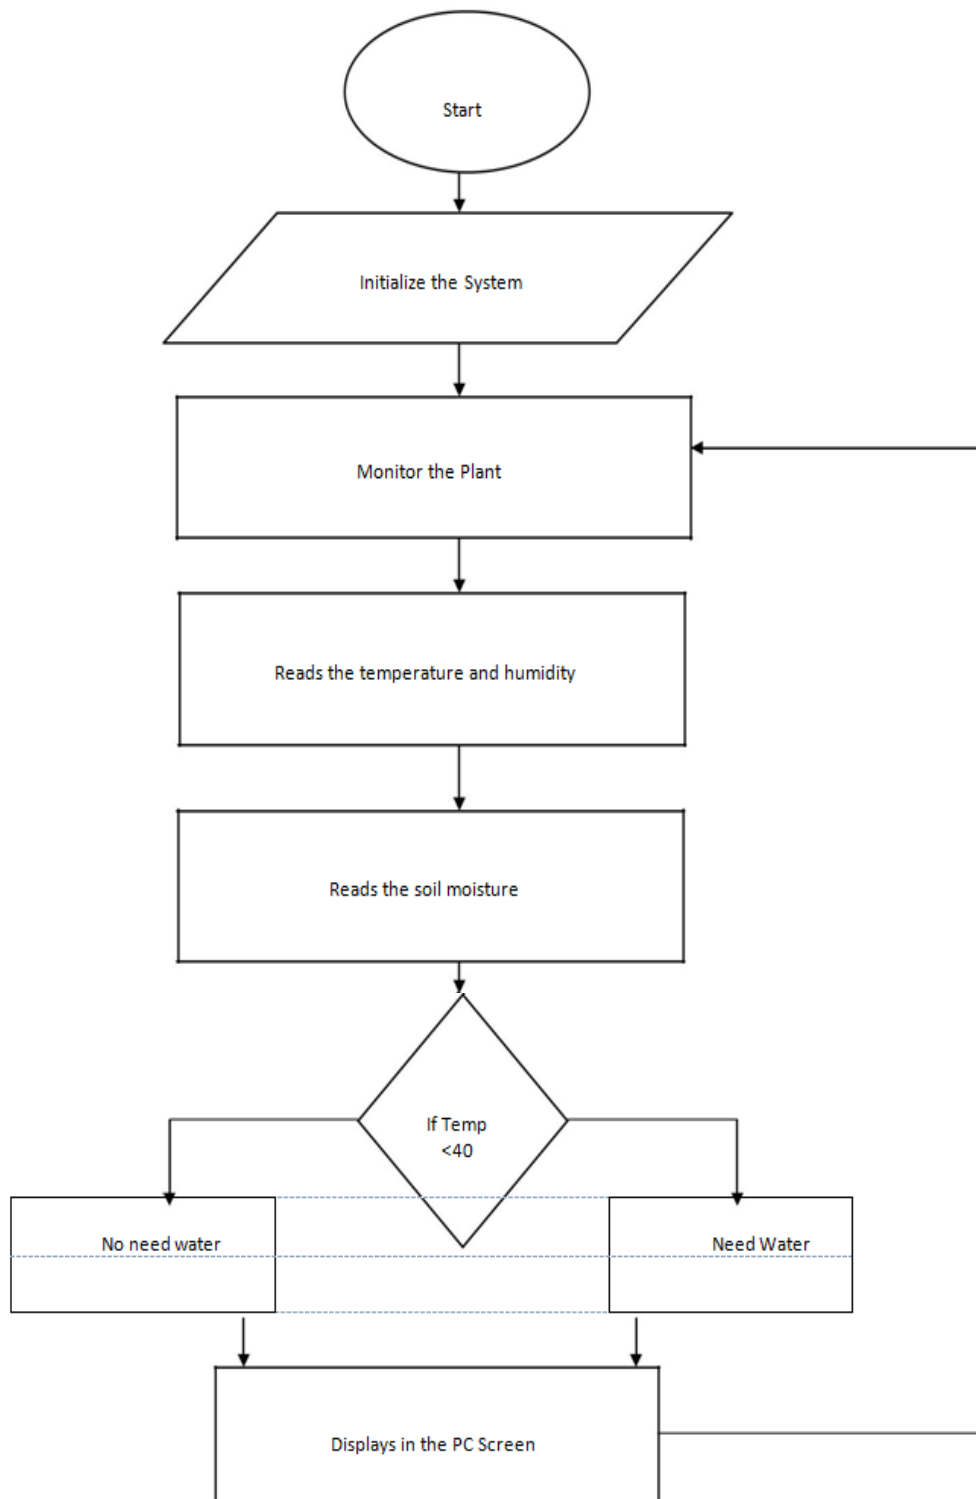 Start
Initialize the System
Monitor the Plant
Reads the temperature and humidity
Reads the soil moisture
If Temp
<40
No need water
Need Water
Displays in the PC Screen